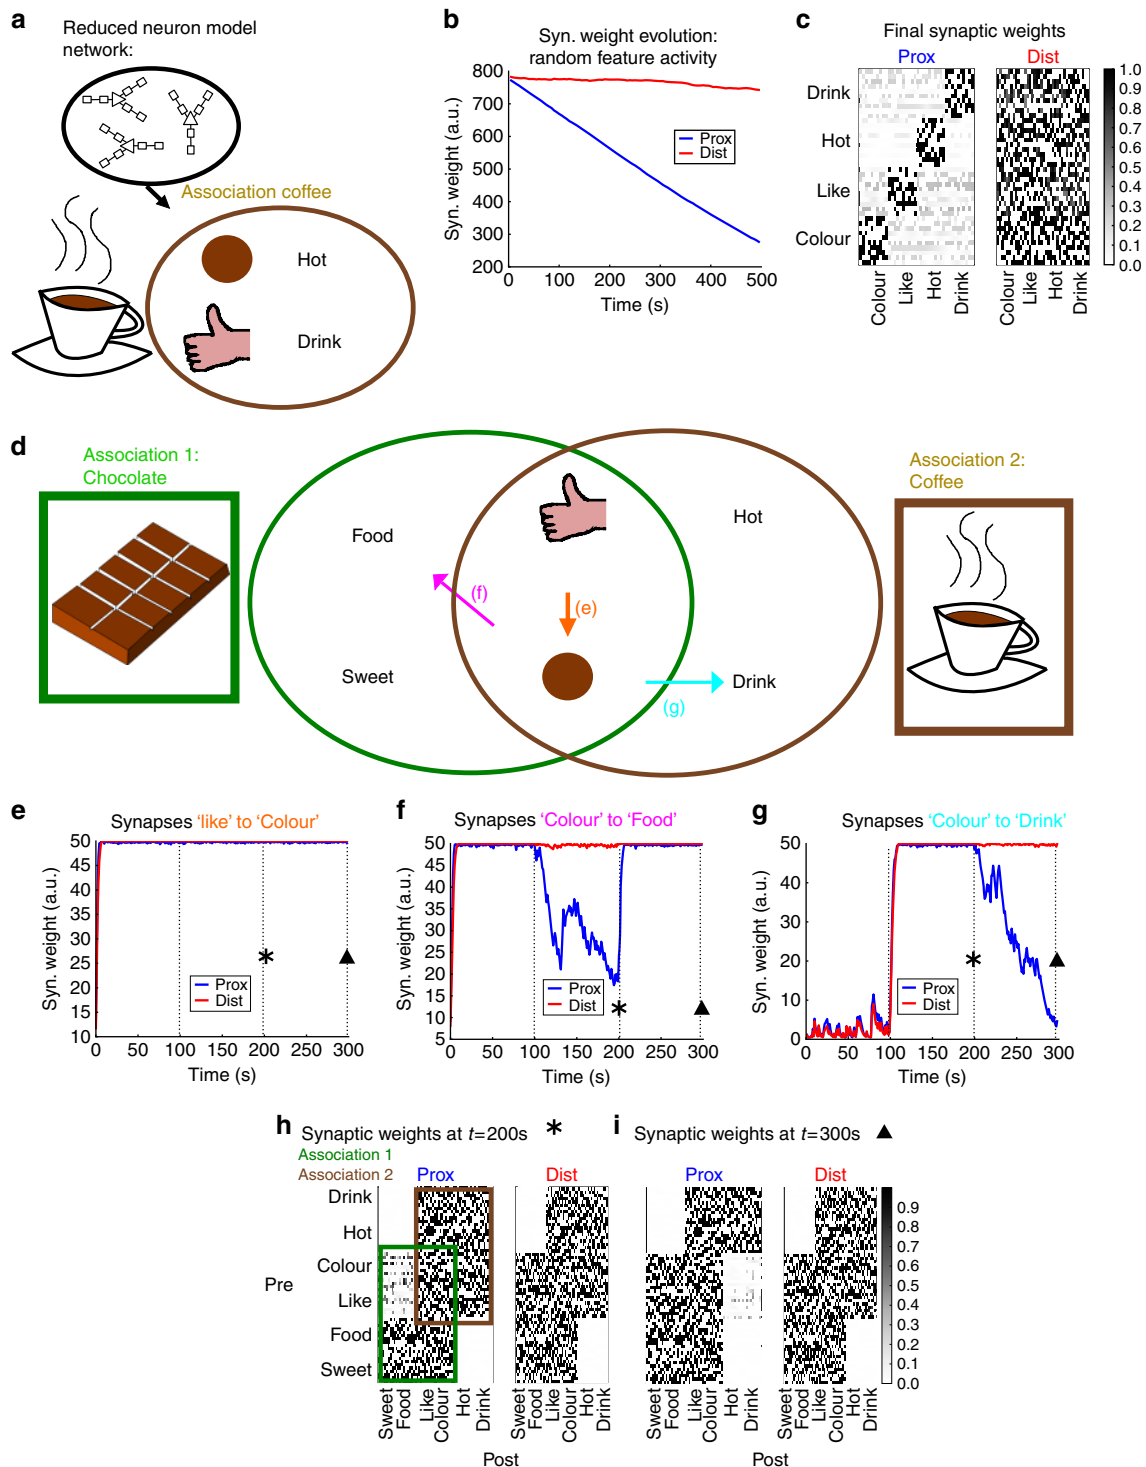 a
Reduced neuron model
network:
Association coffee
Hot
Drink
b
Syn. weight evolution:
random feature activity
Syn. weight (a.u.)
800
700
600
500
400
300
200
Prox
Dist
0 100 200 300 400 500
Time (s)
c
Final synaptic weights
Prox Dist
Drink
Hot
Like
Colour
Colour Like Hot Drink
Colour Like Hot Drink
1.0
0.9
0.8
0.7
0.6
0.5
0.4
0.3
0.2
0.1
0.0
d
Association 1:
Chocolate
Food
Sweet
(f)
(e)
(g)
Hot
Drink
Association 2:
Coffee
e
Synapses 'like' to 'Colour'
Syn. weight (a.u.)
50
45
40
35
30
25
20
15
10
Prox
Dist
0 50 100 150 200 250 300
Time (s)
f
Synapses 'Colour' to 'Food'
Syn. weight (a.u.)
50
45
40
35
30
25
20
15
10
5
Prox
Dist
0 50 100 150 200 250 300
Time (s)
g
Synapses 'Colour' to 'Drink'
Syn. weight (a.u.)
50
40
30
20
10
0
Prox
Dist
0 50 100 150 200 250 300
Time (s)
h
Synaptic weights at t=200s *
Association 1
Association 2
Prox Dist
Pre
Drink
Hot
Colour
Like
Food
Sweet
Sweet Food Like Colour Hot Drink
Sweet Food Like Colour Hot Drink
Post
i
Synaptic weights at t=300s ▲
Prox Dist
Sweet Food Like Colour Hot Drink
Sweet Food Like Colour Hot Drink
Post
0.9
0.8
0.7
0.6
0.5
0.4
0.3
0.2
0.1
0.0